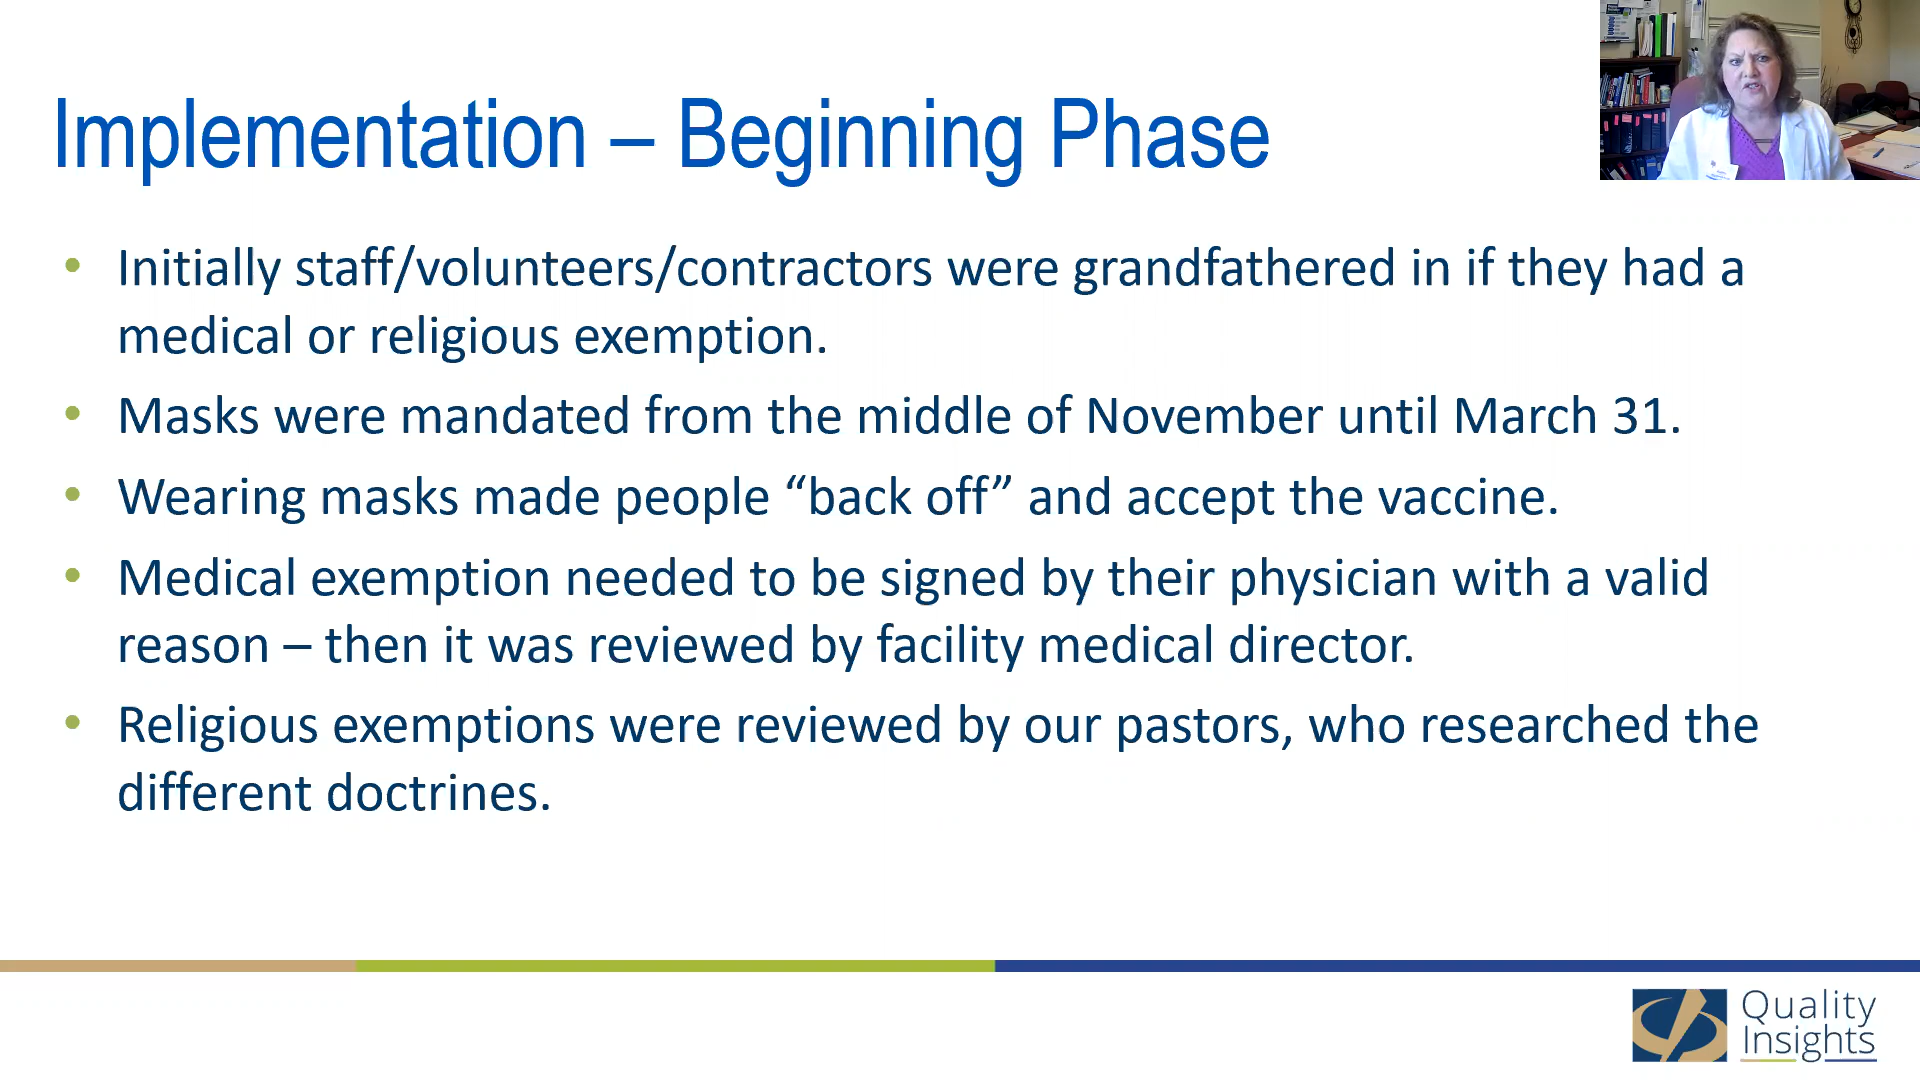 Implementation – Beginning Phase
• Initially staff/volunteers/contractors were grandfathered in if they had a
medical or religious exemption.
• Masks were mandated from the middle of November until March 31.
• Wearing masks made people “back off” and accept the vaccine.
• Medical exemption needed to be signed by their physician with a valid
reason – then it was reviewed by facility medical director.
• Religious exemptions were reviewed by our pastors, who researched the
different doctrines.
Quality
Insights